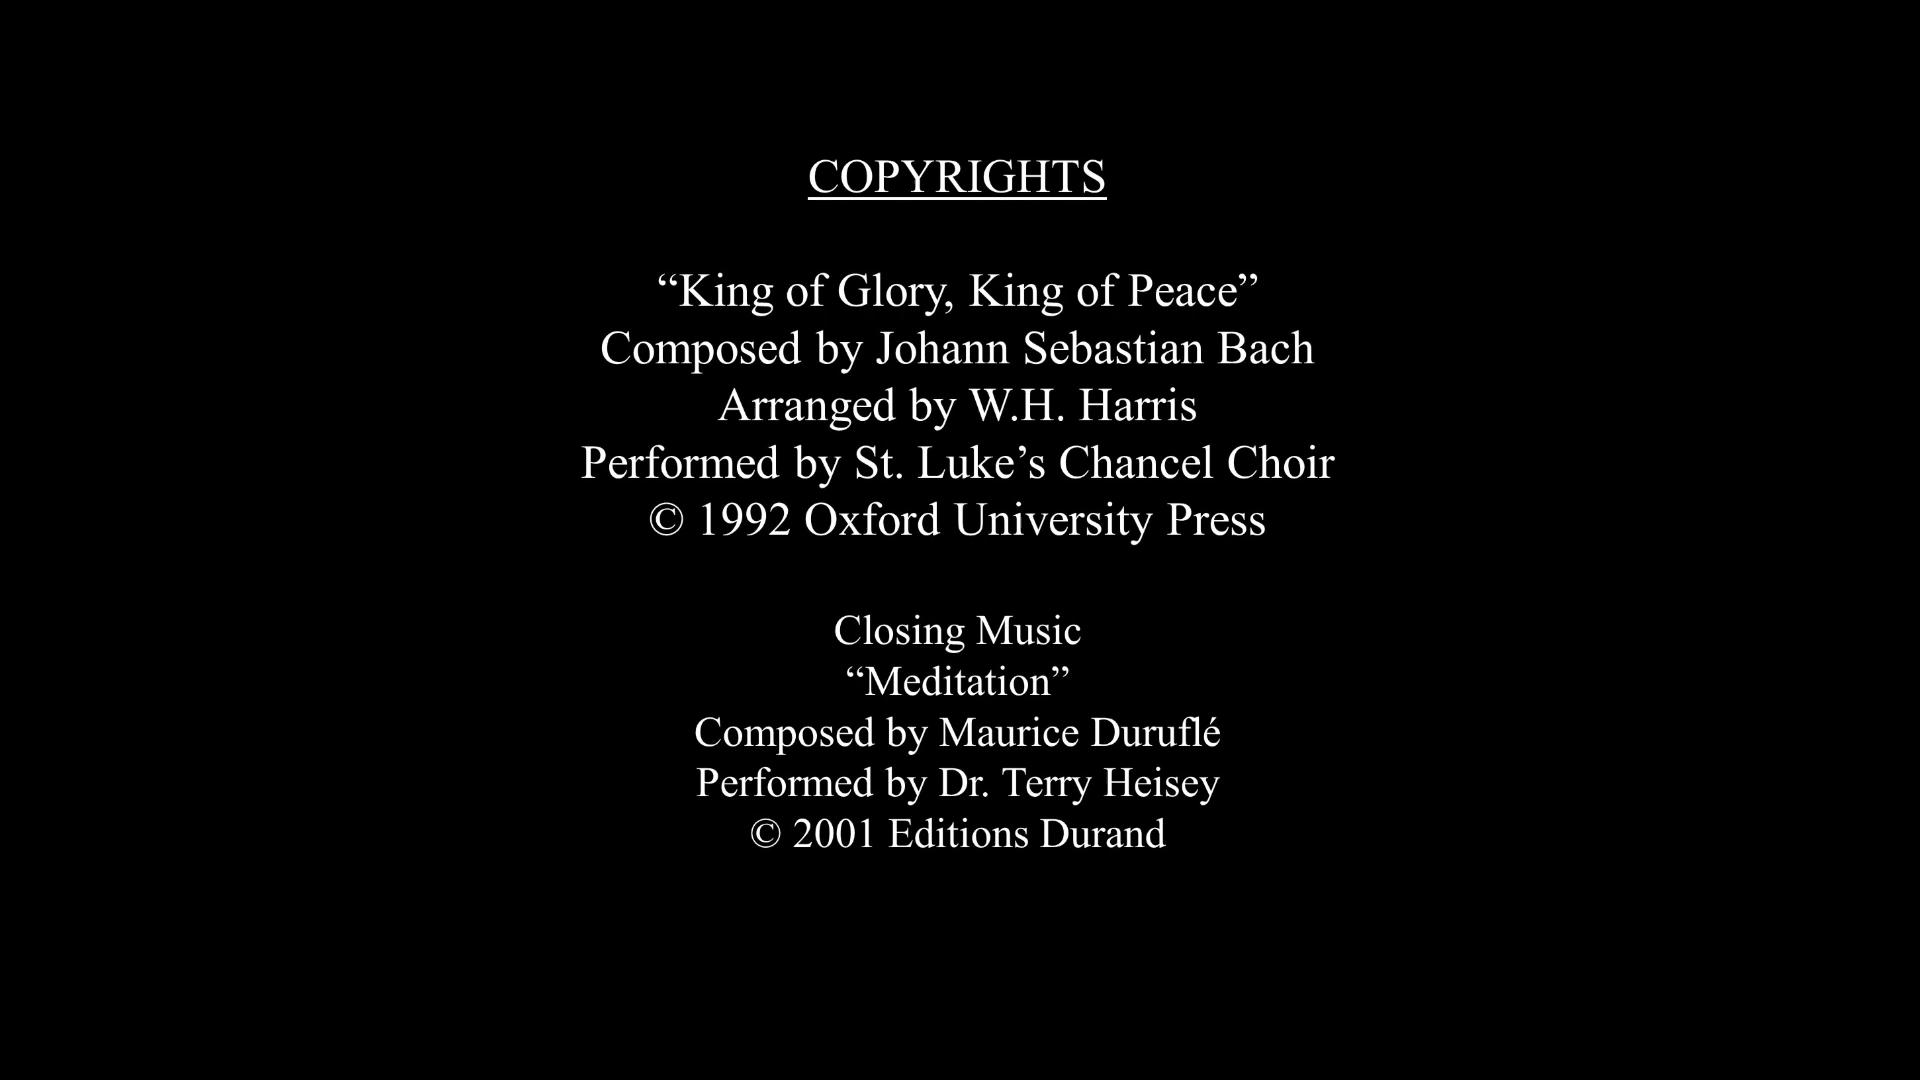 COPYRIGHTS
“King of Glory, King of Peace”
Composed by Johann Sebastian Bach
Arranged by W.H. Harris
Performed by St. Luke’s Chancel Choir
© 1992 Oxford University Press
Closing Music
“Meditation”
Composed by Maurice Duruflé
Performed by Dr. Terry Heisey
© 2001 Editions Durand